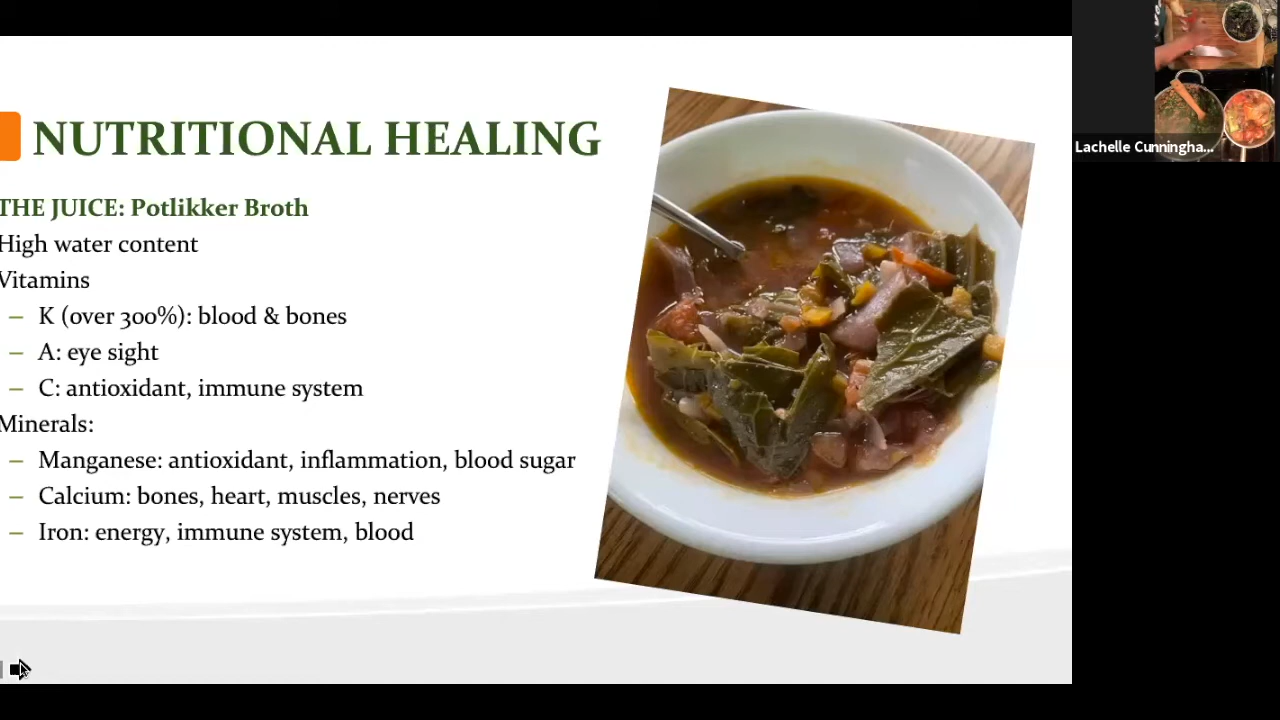 NUTRITIONAL HEALING
THE JUICE: Potlikker Broth
High water content
Vitamins
– K (over 300%): blood & bones
– A: eye sight
– C: antioxidant, immune system
Minerals:
– Manganese: antioxidant, inflammation, blood sugar
– Calcium: bones, heart, muscles, nerves
– Iron: energy, immune system, blood
Lachelle Cunningha...